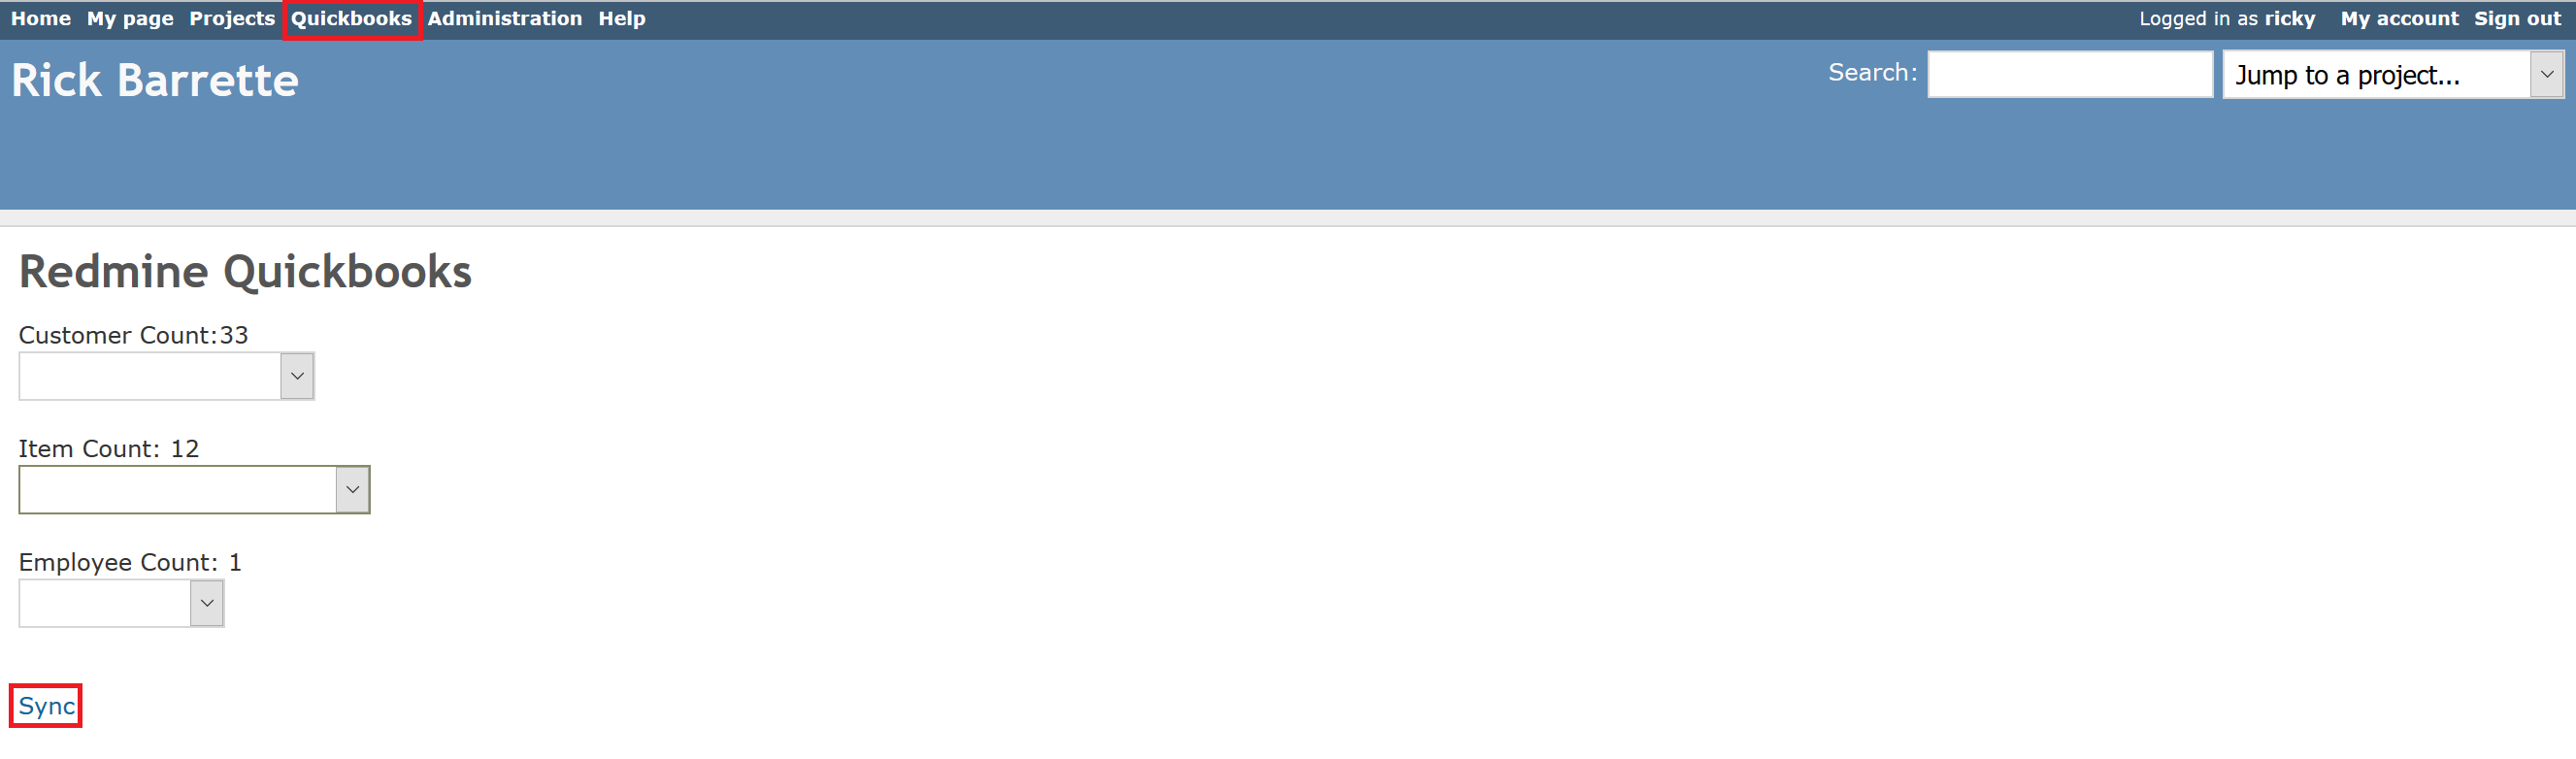 Home My page Projects Quickbooks Administration Help Logged in as ricky My account Sign out
Rick Barrette Search: Jump to a project...
Redmine Quickbooks
Customer Count:33
Item Count: 12
Employee Count: 1
Sync